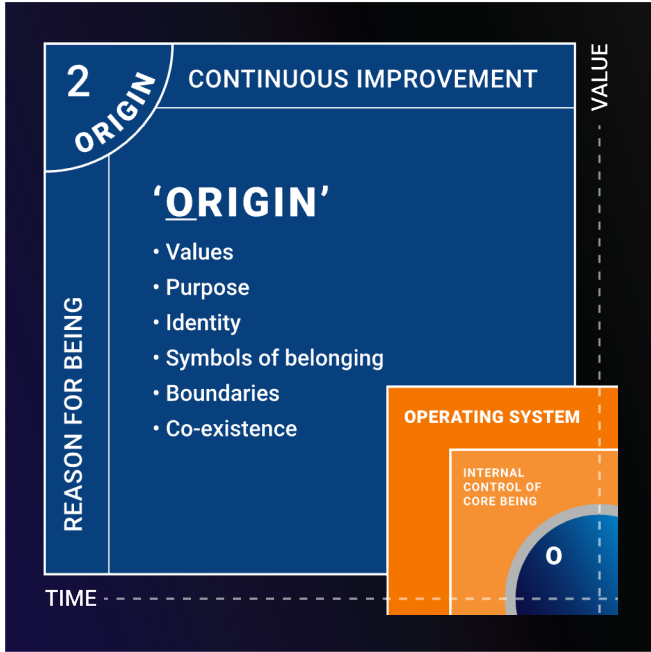 2
ORIGIN
CONTINUOUS IMPROVEMENT
VALUE
REASON FOR BEING
‘ORIGIN’
• Values
• Purpose
• Identity
• Symbols of belonging
• Boundaries
• Co-existence
OPERATING SYSTEM
INTERNAL
CONTROL OF
CORE BEING
O
TIME